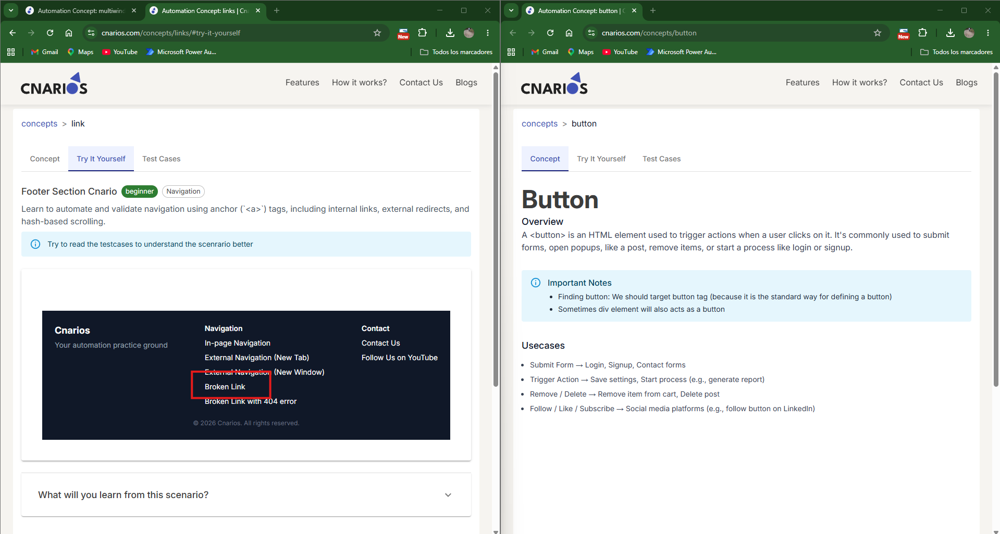 Automation Concept: multiwind
Automation Concept: links | Cna
cnarios.com/concepts/links/#try-it-yourself
New
Gmail
Maps
YouTube
Microsoft Power Au...
Todos los marcadores
CNARIOS
Features
How it works?
Contact Us
Blogs
concepts > link
Concept
Try It Yourself
Test Cases
Footer Section Cnario
beginner
Navigation
Learn to automate and validate navigation using anchor (`<a>`) tags, including internal links, external redirects, and
hash-based scrolling.
Try to read the testcases to understand the scenrario better
Cnarios
Your automation practice ground
Navigation
In-page Navigation
External Navigation (New Tab)
External Navigation (New Window)
Broken Link
Broken Link with 404 error
Contact
Contact Us
Follow Us on YouTube
© 2026 Cnarios. All rights reserved.
What will you learn from this scenario?
Automation Concept: button |
cnarios.com/concepts/button
New
Gmail
Maps
YouTube
Microsoft Power Au...
Todos los marcadores
CNARIOS
Features
How it works?
Contact Us
Blogs
concepts > button
Concept
Try It Yourself
Test Cases
Button
Overview
A <button> is an HTML element used to trigger actions when a user clicks on it. It's commonly used to submit
forms, open popups, like a post, remove items, or start a process like login or signup.
Important Notes
• Finding button: We should target button tag (because it is the standard way for defining a button)
• Sometimes div element will also acts as a button
Usecases
• Submit Form → Login, Signup, Contact forms
• Trigger Action → Save settings, Start process (e.g., generate report)
• Remove / Delete → Remove item from cart, Delete post
• Follow / Like / Subscribe → Social media platforms (e.g., follow button on LinkedIn)